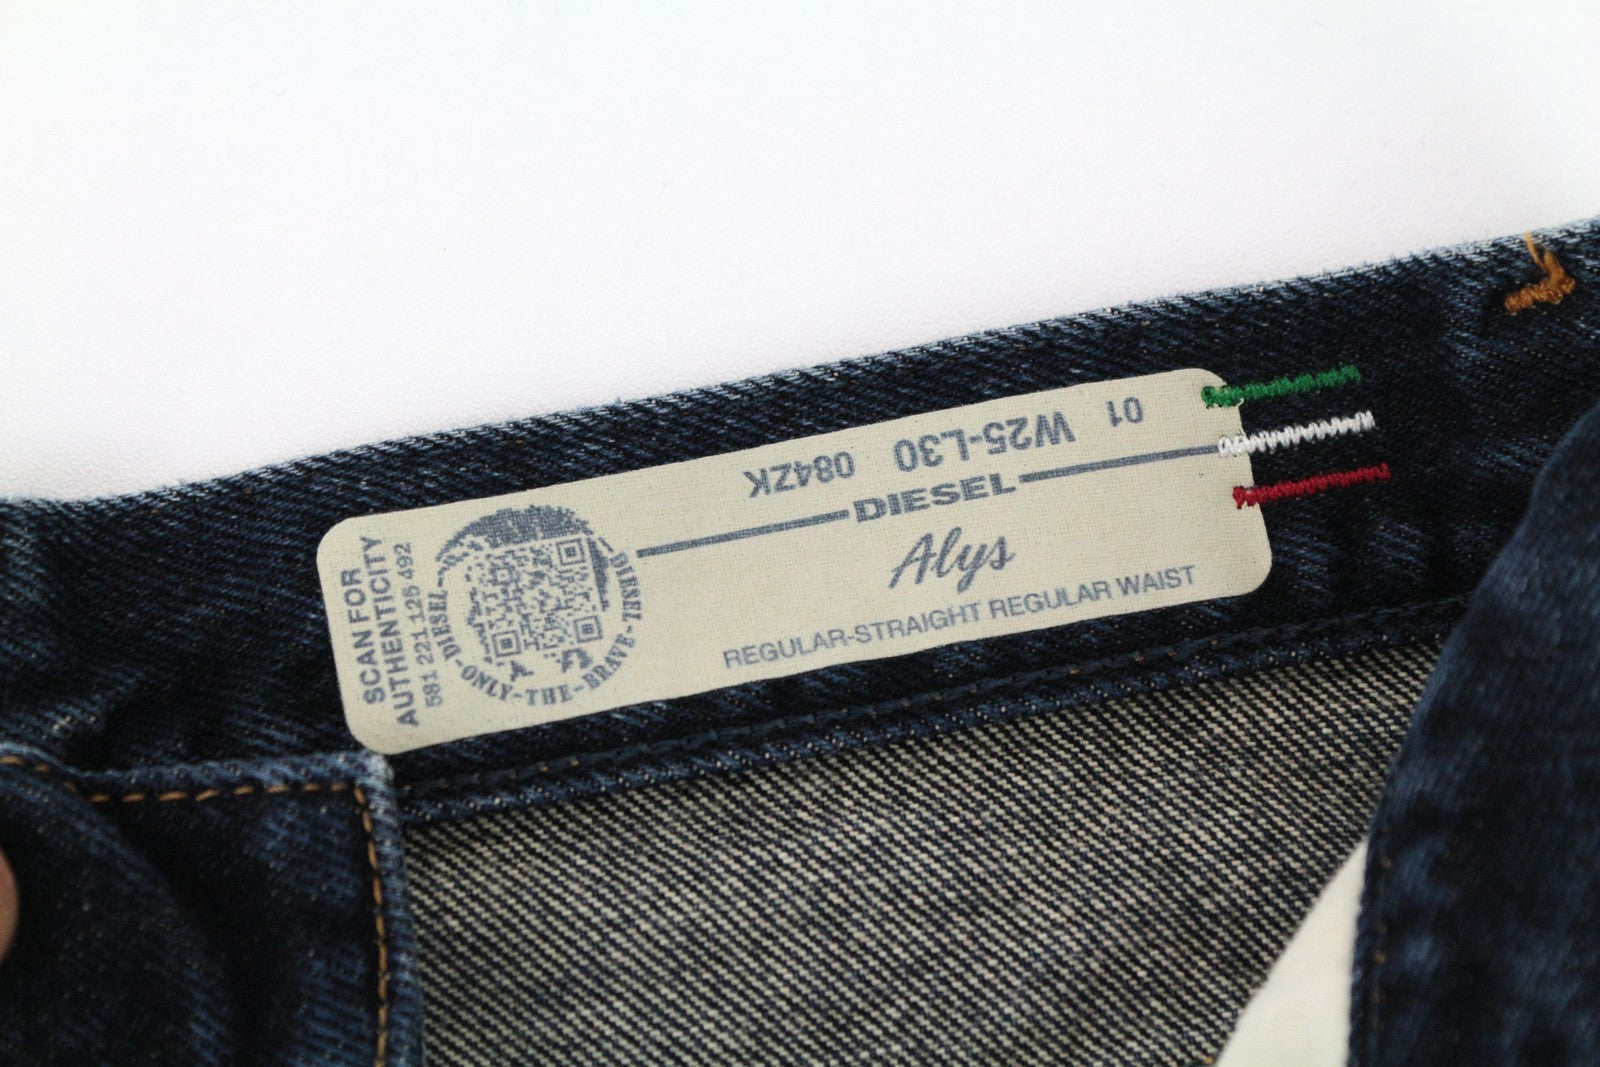 SCAN FOR
AUTHENTICITY
581 221 125 492
DIESEL-ONLY-THE-BRAVE-DIESEL
01 W25-L30 084ZK
DIESEL
Alys
REGULAR-STRAIGHT REGULAR WAIST